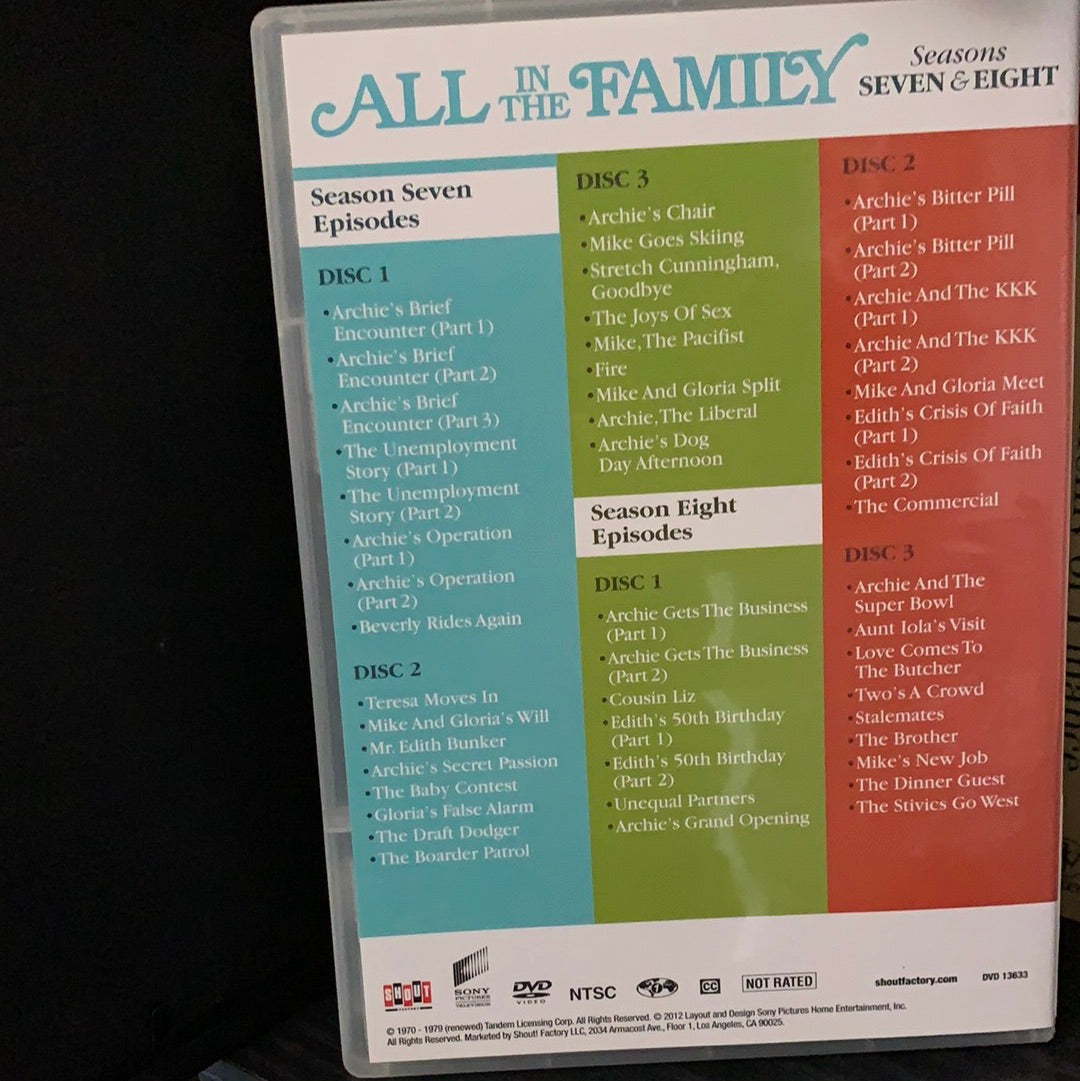 ALL IN THE FAMILY
Seasons
SEVEN & EIGHT
Season Seven
Episodes
DISC 1
•Archie's Brief
Encounter (Part 1)
•Archie's Brief
Encounter (Part 2)
•Archie's Brief
Encounter (Part 3)
•The Unemployment
Story (Part 1)
•The Unemployment
Story (Part 2)
•Archie's Operation
(Part 1)
•Archie's Operation
(Part 2)
•Beverly Rides Again
DISC 2
•Teresa Moves In
•Mike And Gloria's Will
•Mr. Edith Bunker
•Archie's Secret Passion
•The Baby Contest
•Gloria's False Alarm
•The Draft Dodger
•The Boarder Patrol
DISC 3
•Archie's Chair
•Mike Goes Skiing
•Stretch Cunningham,
Goodbye
•The Joys Of Sex
•Mike, The Pacifist
•Fire
•Mike And Gloria Split
•Archie, The Liberal
•Archie's Dog
Day Afternoon
Season Eight
Episodes
DISC 1
•Archie Gets The Business
(Part 1)
•Archie Gets The Business
(Part 2)
•Cousin Liz
•Edith's 50th Birthday
(Part 1)
•Edith's 50th Birthday
(Part 2)
•Unequal Partners
•Archie's Grand Opening
DISC 2
•Archie's Bitter Pill
(Part 1)
•Archie's Bitter Pill
(Part 2)
•Archie And The KKK
(Part 1)
•Archie And The KKK
(Part 2)
•Mike And Gloria Meet
•Edith's Crisis Of Faith
(Part 1)
•Edith's Crisis Of Faith
(Part 2)
•The Commercial
DISC 3
•Archie And The
Super Bowl
•Aunt Iola's Visit
•Love Comes To
The Butcher
•Two's A Crowd
•Stalemates
•The Brother
•Mike's New Job
•The Dinner Guest
•The Stivics Go West
SHOUT
FACTORY
SONY
PICTURES
TELEVISION
DVD
VIDEO
NTSC
1
CC
NOT RATED
shoutfactory.com
DVD 13633
© 1970 - 1979 (renewed) Tandem Licensing Corp. All Rights Reserved. © 2012 Layout and Design Sony Pictures Home Entertainment, Inc.
All Rights Reserved. Marketed by Shout! Factory LLC, 2034 Armacost Ave., Floor 1, Los Angeles, CA 90025.